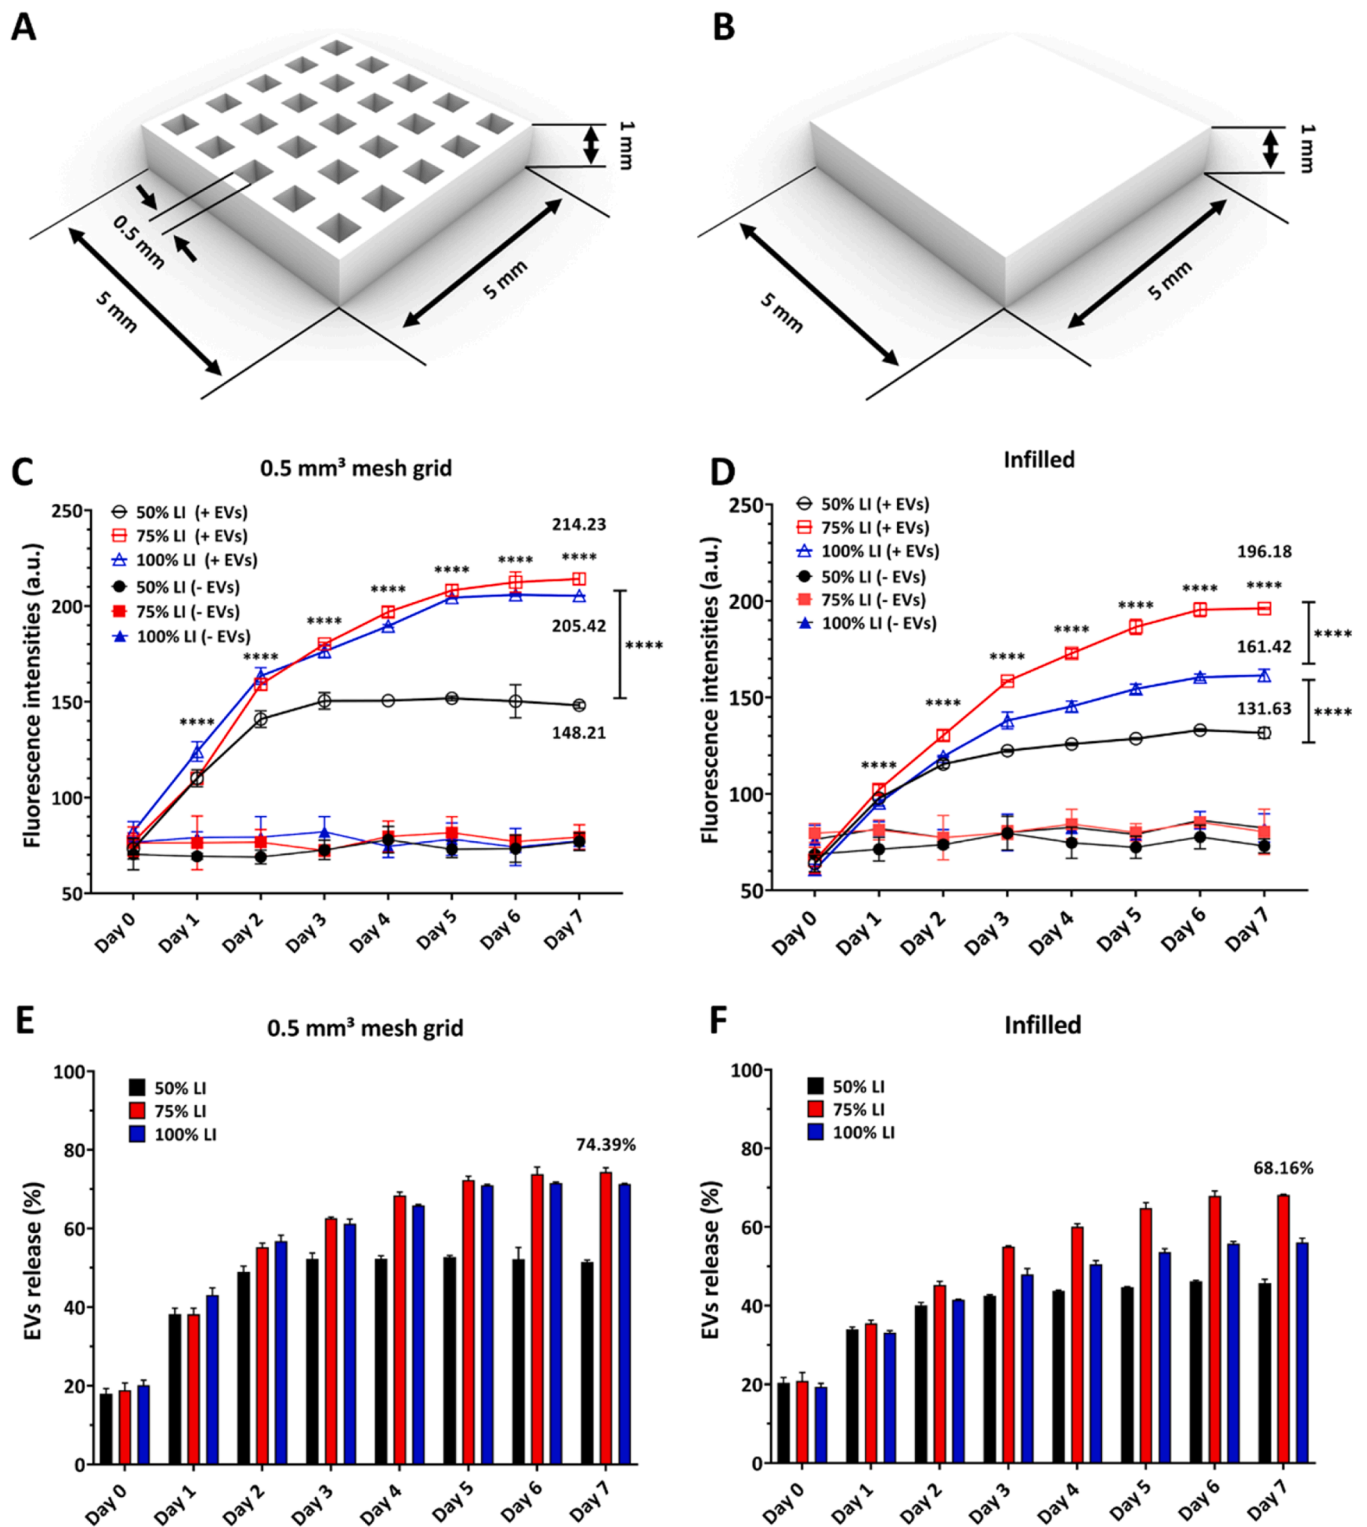 A
B
1 mm
0.5 mm
5 mm
5 mm
1 mm
5 mm
5 mm
C
0.5 mm³ mesh grid
Fluorescence intensities (a.u.)
250
200
150
100
50
50% LI (+ EVs)
75% LI (+ EVs)
100% LI (+ EVs)
50% LI (- EVs)
75% LI (- EVs)
100% LI (- EVs)
214.23
205.42
148.21
****
****
****
****
****
****
****
****
Day 0
Day 1
Day 2
Day 3
Day 4
Day 5
Day 6
Day 7
D
Infilled
Fluorescence intensities (a.u.)
250
200
150
100
50
50% LI (+ EVs)
75% LI (+ EVs)
100% LI (+ EVs)
50% LI (- EVs)
75% LI (- EVs)
100% LI (- EVs)
196.18
161.42
131.63
****
****
****
****
****
****
****
****
****
Day 0
Day 1
Day 2
Day 3
Day 4
Day 5
Day 6
Day 7
E
0.5 mm³ mesh grid
EVs release (%)
100
80
60
40
20
0
50% LI
75% LI
100% LI
74.39%
Day 0
Day 1
Day 2
Day 3
Day 4
Day 5
Day 6
Day 7
F
Infilled
EVs release (%)
100
80
60
40
20
0
50% LI
75% LI
100% LI
68.16%
Day 0
Day 1
Day 2
Day 3
Day 4
Day 5
Day 6
Day 7